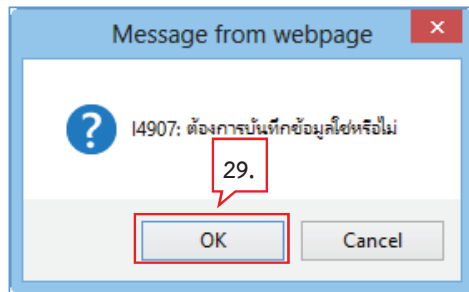 Message from webpage
I4907: ต้องการบันทึกข้อมูลใช่หรือไม่
29.
OK
Cancel